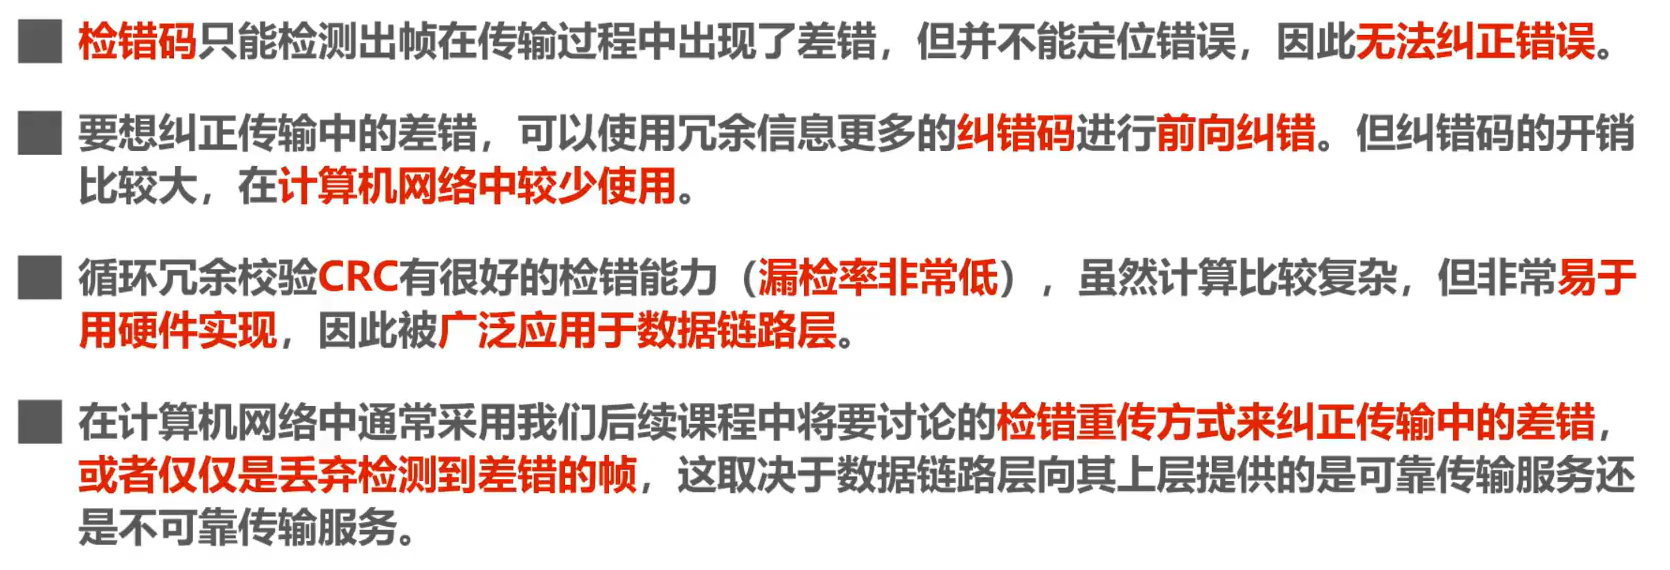 检错码只能检测出帧在传输过程中出现了差错，但并不能定位错误，因此无法纠正错误。
要想纠正传输中的差错，可以使用冗余信息更多的纠错码进行前向纠错。但纠错码的开销
比较大，在计算机网络中较少使用。
循环冗余校验CRC有很好的检错能力（漏检率非常低），虽然计算比较复杂，但非常易于
用硬件实现，因此被广泛应用于数据链路层。
在计算机网络中通常采用我们后续课程中将要讨论的检错重传方式来纠正传输中的差错，
或者仅仅是丢弃检测到差错的帧，这取决于数据链路层向其上层提供的是可靠传输服务还
是不可靠传输服务。